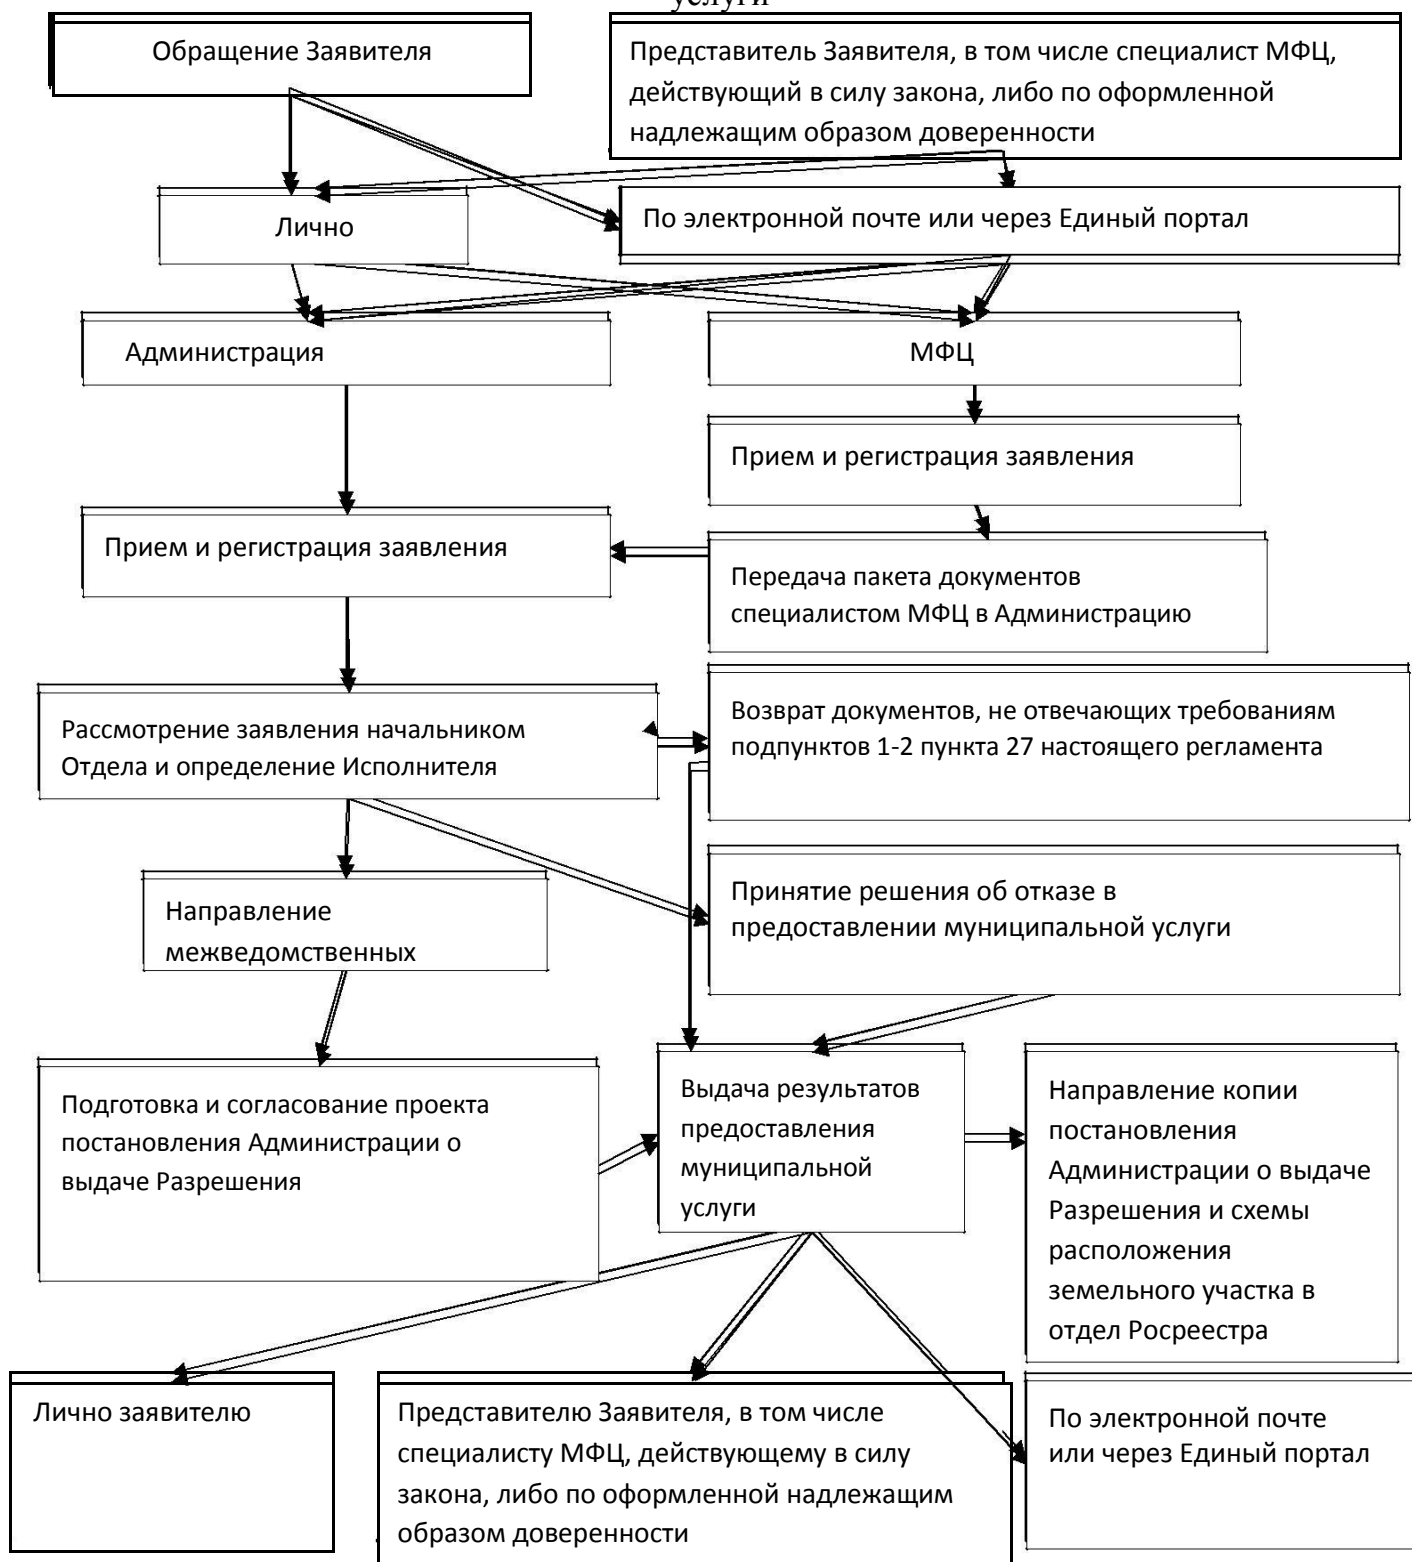 услуги
Обращение Заявителя
Представитель Заявителя, в том числе специалист МФЦ,
действующий в силу закона, либо по оформленной
надлежащим образом доверенности
Лично
По электронной почте или через Единый портал
Администрация
МФЦ
Прием и регистрация заявления
Прием и регистрация заявления
Передача пакета документов
специалистом МФЦ в Администрацию
Рассмотрение заявления начальником
Отдела и определение Исполнителя
Возврат документов, не отвечающих требованиям
подпунктов 1-2 пункта 27 настоящего регламента
Принятие решения об отказе в
предоставлении муниципальной услуги
Направление
межведомственных
Подготовка и согласование проекта
постановления Администрации о
выдаче Разрешения
Выдача результатов
предоставления
муниципальной
услуги
Направление копии
постановления
Администрации о выдаче
Разрешения и схемы
расположения
земельного участка в
отдел Росреестра
Лично заявителю
Представителю Заявителя, в том числе
специалисту МФЦ, действующему в силу
закона, либо по оформленной надлежащим
образом доверенности
По электронной почте
или через Единый портал